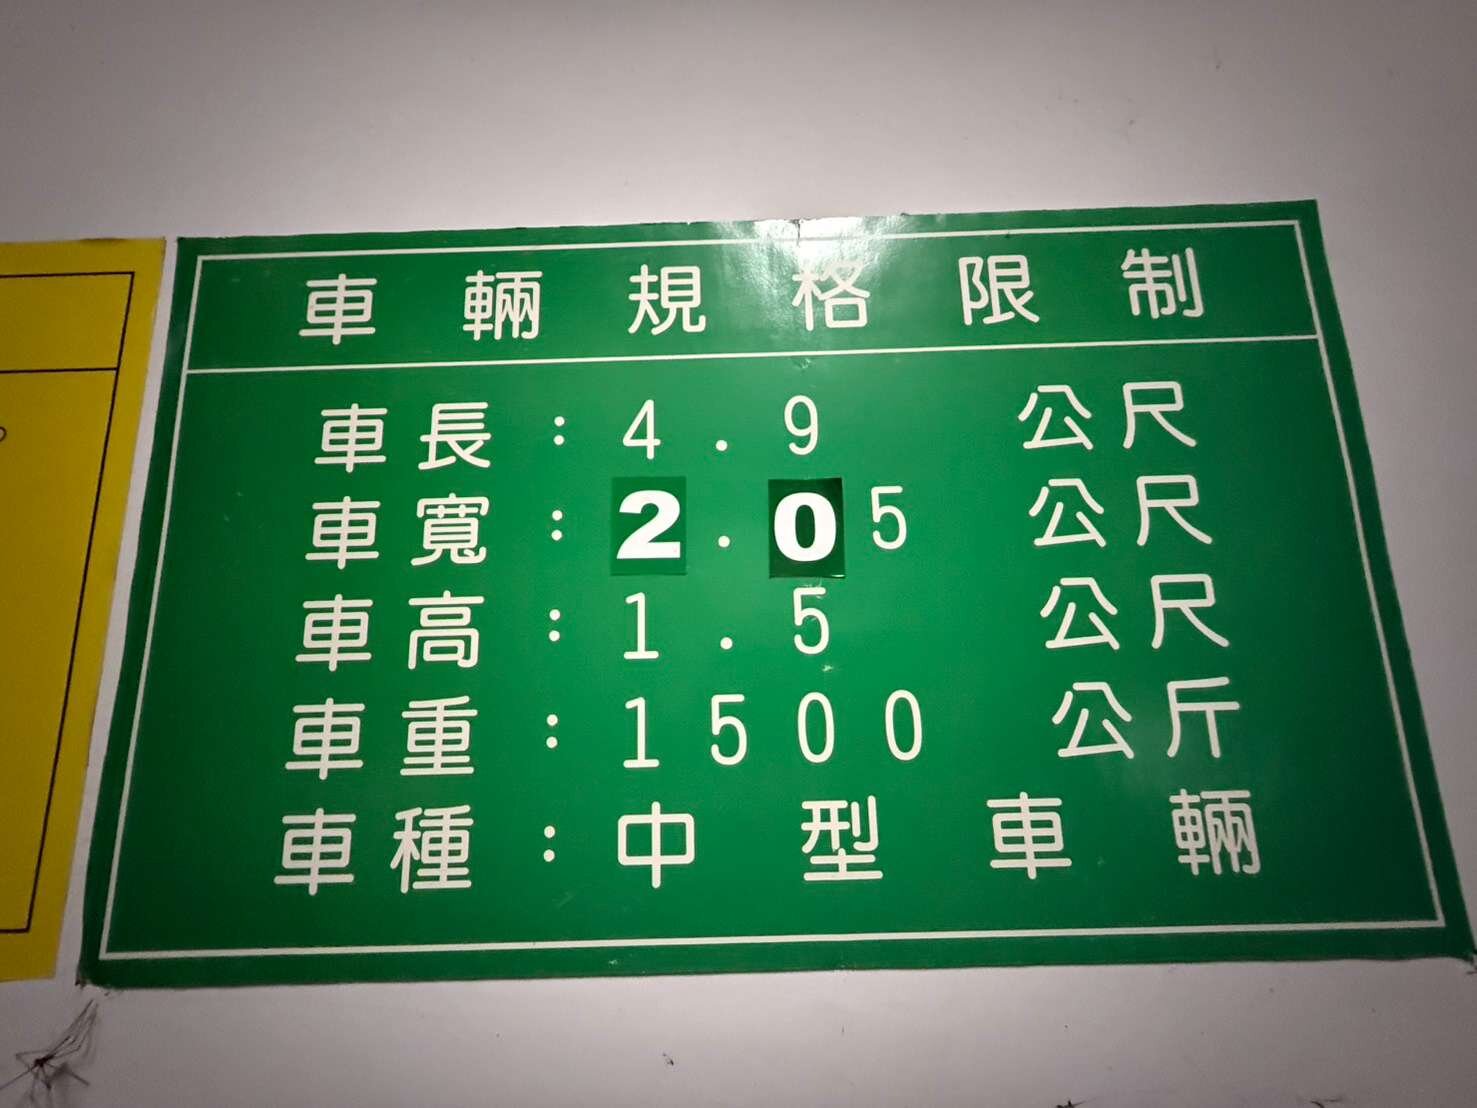 車輛規格限制
車長：4.9 公尺
車寬：2.05 公尺
車高：1.5 公尺
車重：1500 公斤
車種：中型車輛